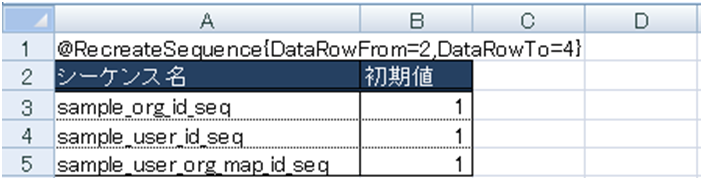 A B C D
1 @RecreateSequence{DataRowFrom=2,DataRowTo=4}
2 シーケンス名 初期値
3 sample_org_id_seq 1
4 sample_user_id_seq 1
5 sample_user_org_map_id_seq 1